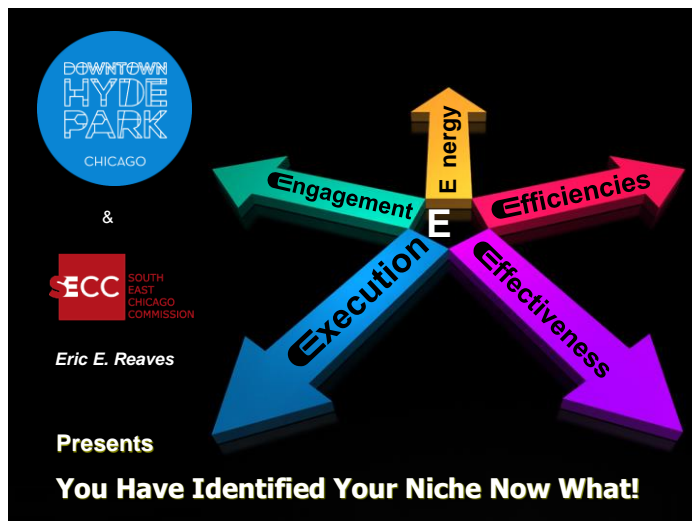 DOWNTOWN
HYDE
PARK
CHICAGO
&
SECC
SOUTH
EAST
CHICAGO
COMMISSION
Eric E. Reaves
Energy
Engagement
Efficiencies
E
Execution
Effectiveness
Presents
You Have Identified Your Niche Now What!